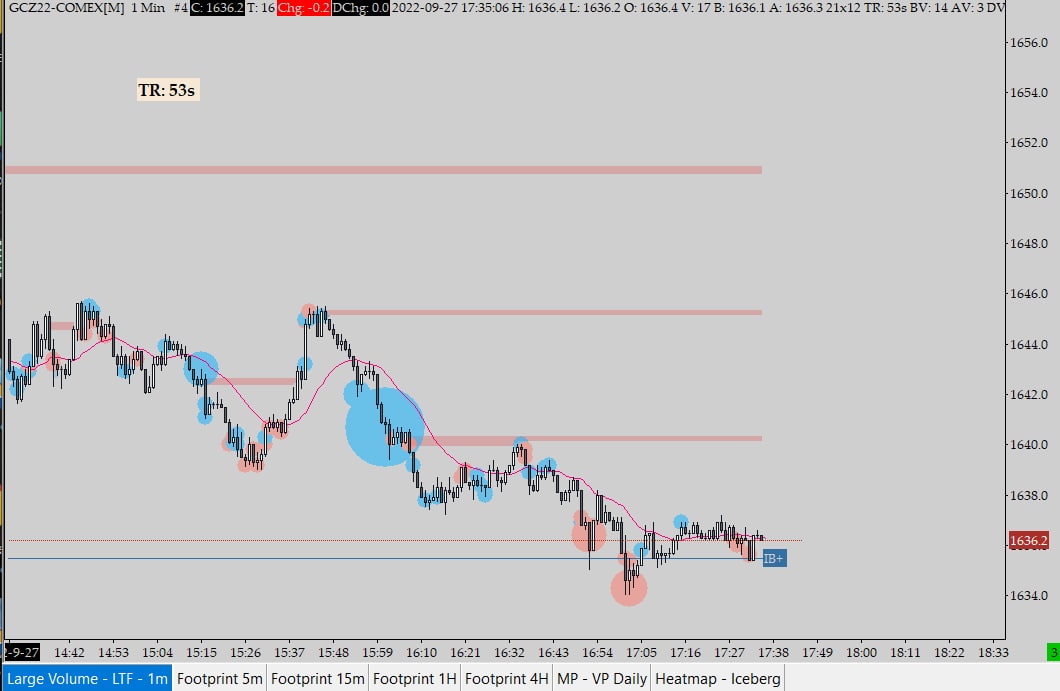 GCZ22-COMEX[M] 1 Min #4 C: 1636.2 T: 16 Chg: -0.2 DChg: 0.0 2022-09-27 17:35:06 H: 1636.4 L: 1636.2 O: 1636.4 V: 17 B: 1636.1 A: 1636.3 21x12 TR: 53s BV: 14 AV: 3 DV
TR: 53s
1656.0
1654.0
1652.0
1650.0
1648.0
1646.0
1644.0
1642.0
1640.0
1638.0
1636.2
IB+
1634.0
2-9-27 14:42 14:53 15:04 15:15 15:26 15:37 15:48 15:59 16:10 16:21 16:32 16:43 16:54 17:05 17:16 17:27 17:38 17:49 18:00 18:11 18:22 18:33
3
Large Volume - LTF - 1m Footprint 5m Footprint 15m Footprint 1H Footprint 4H MP - VP Daily Heatmap - Iceberg